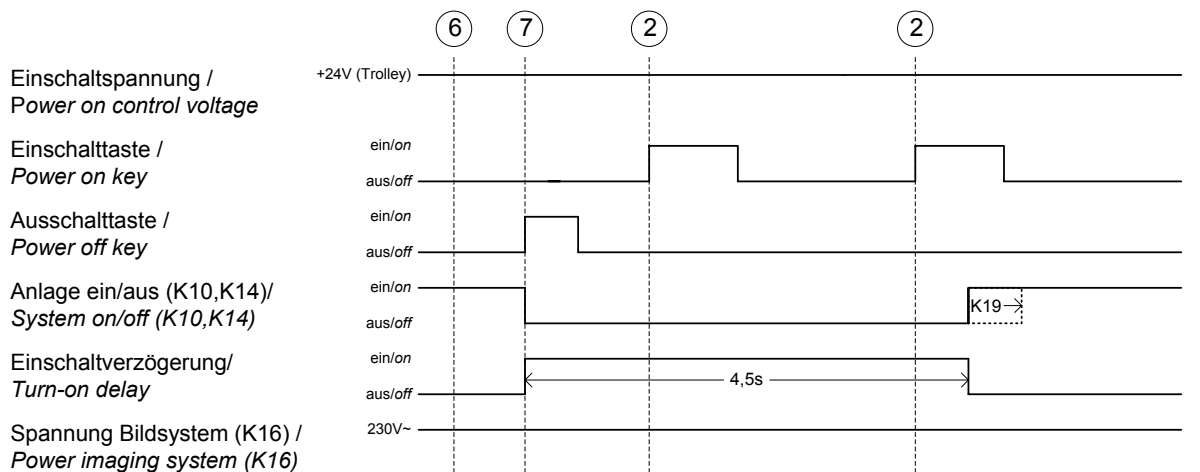 6 7 2 2
Einschaltspannung /
Power on control voltage
+24V (Trolley)
Einschalttaste /
Power on key
ein/on
aus/off
Ausschalttaste /
Power off key
ein/on
aus/off
Anlage ein/aus (K10,K14)/
System on/off (K10,K14)
ein/on
aus/off
K19
Einschaltverzögerung/
Turn-on delay
ein/on
aus/off
4,5s
Spannung Bildsystem (K16) /
Power imaging system (K16)
230V~